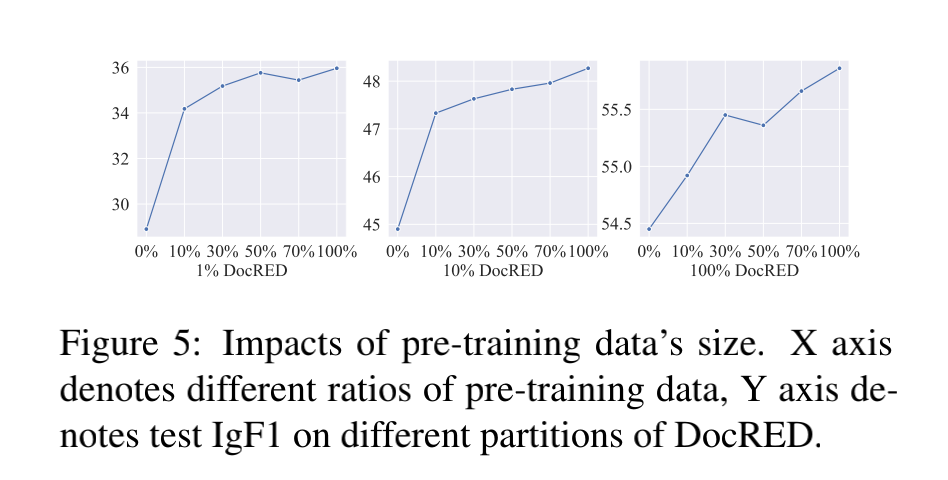 36
34
32
30
0% 10% 30% 50% 70% 100%
1% DocRED
48
47
46
45
0% 10% 30% 50% 70% 100%
10% DocRED
55.5
55.0
54.5
0% 10% 30% 50% 70% 100%
100% DocRED
Figure 5: Impacts of pre-training data's size. X axis
denotes different ratios of pre-training data, Y axis de-
notes test IgF1 on different partitions of DocRED.